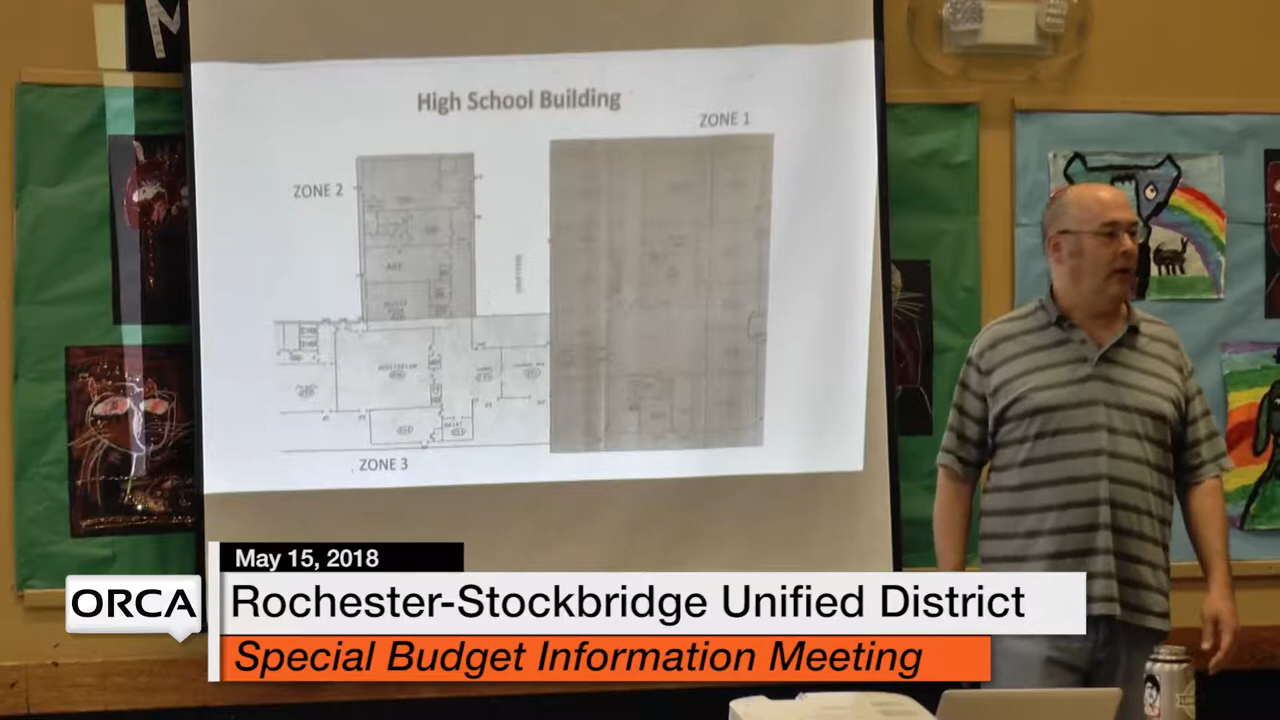 M
High School Building
ZONE 1
ZONE 2
ART
ZONE 3
May 15, 2018
ORCA
Rochester-Stockbridge Unified District
Special Budget Information Meeting